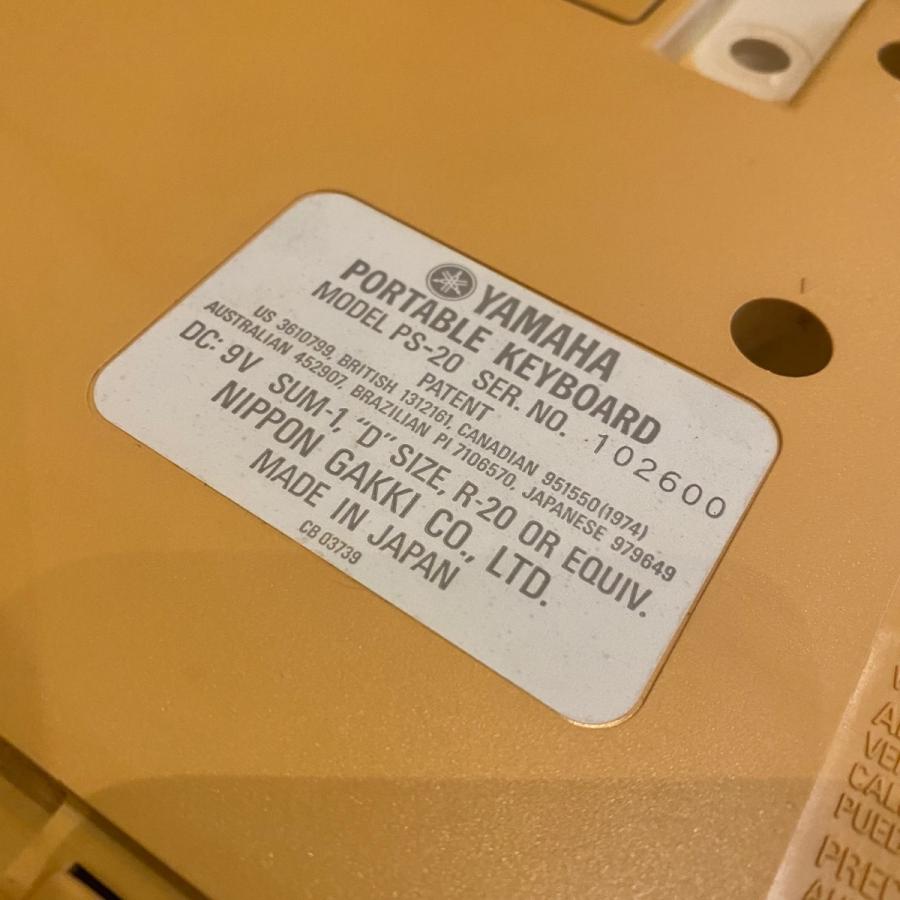 YAMAHA
PORTABLE KEYBOARD
MODEL PS-20 SER. NO. 102600
PATENT
US 3610799, BRITISH 1312161, CANADIAN 951550(1974)
AUSTRALIAN 452907, BRAZILIAN PI 7106570, JAPANESE 979649
DC: 9V SUM-1, "D" SIZE, R-20 OR EQUIV.
NIPPON GAKKI CO., LTD.
MADE IN JAPAN
CB 03739